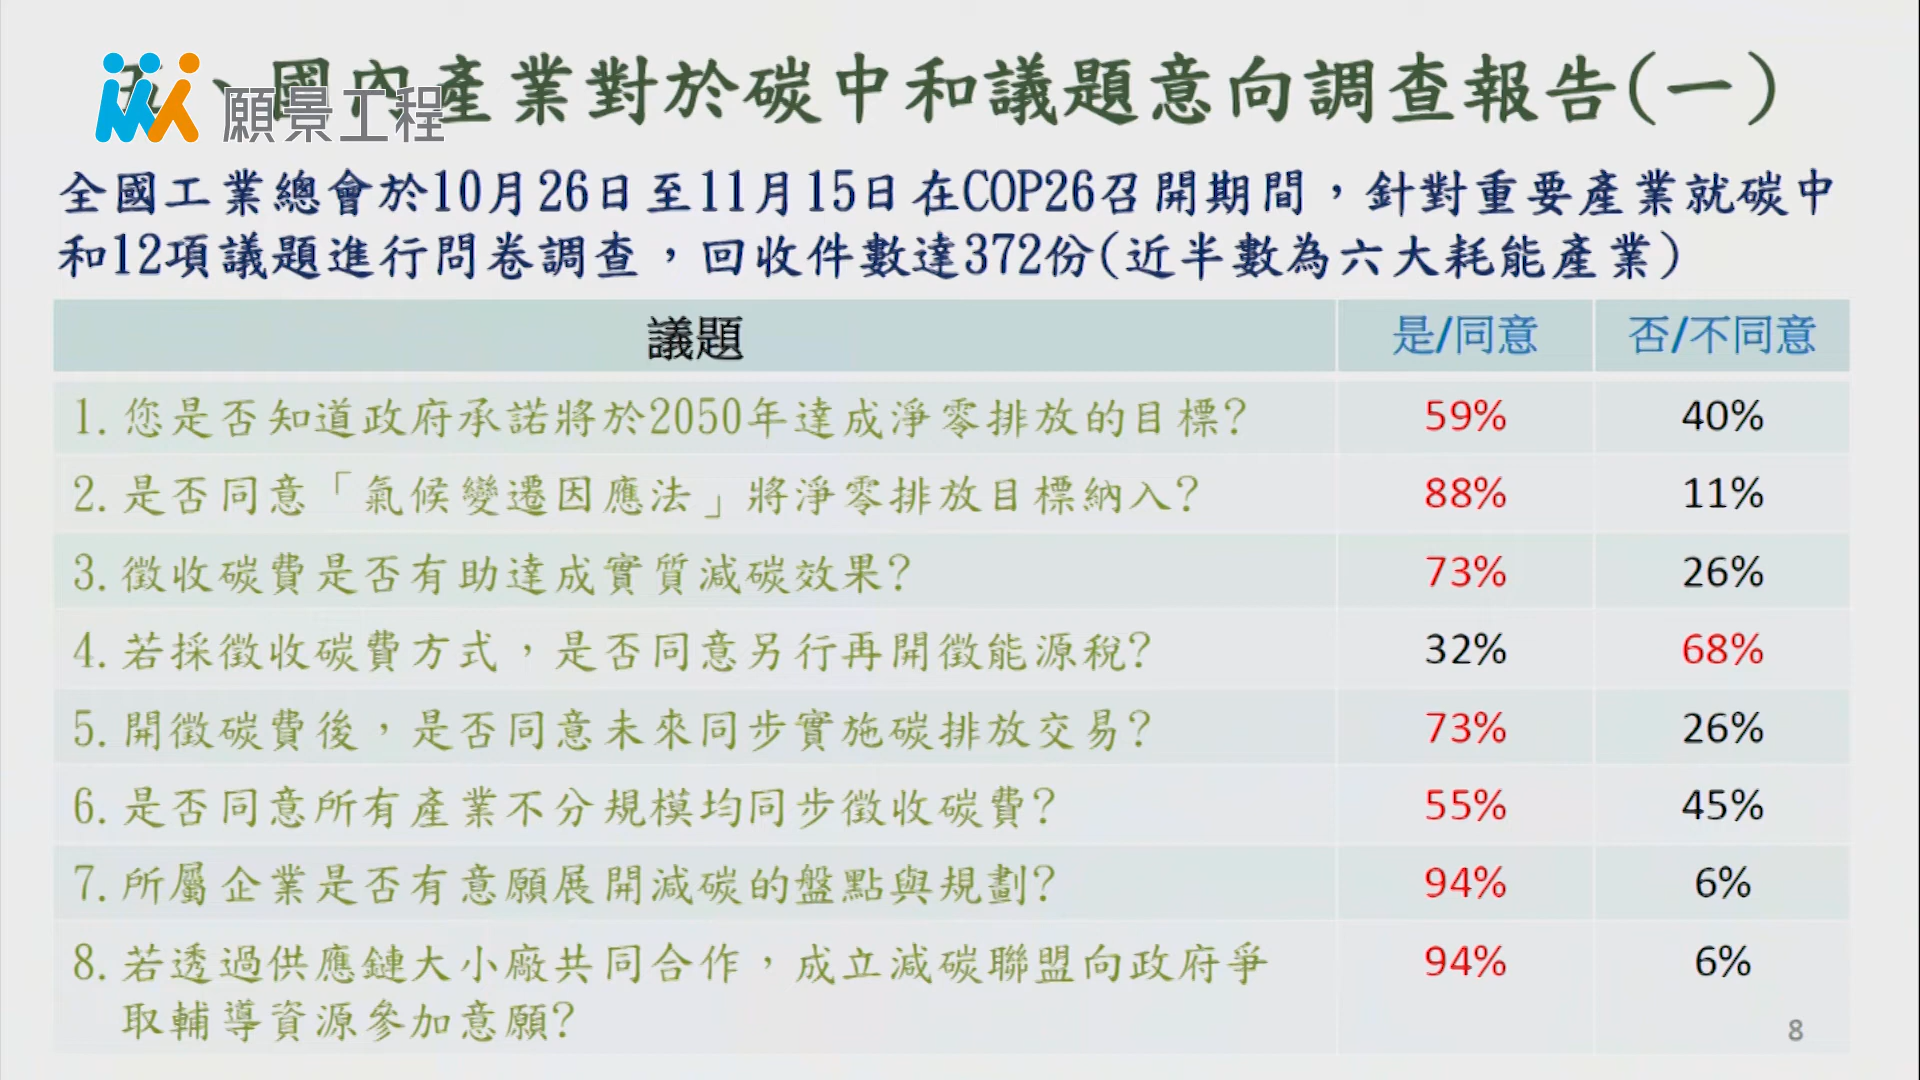 、國內產業對於碳中和議題意向調查報告(一)
願景工程
全國工業總會於10月26日至11月15日在COP26召開期間，針對重要產業就碳中
和12項議題進行問卷調查，回收件數達372份(近半數為六大耗能產業)
議題 是/同意 否/不同意
1.您是否知道政府承諾將於2050年達成淨零排放的目標? 59% 40%
2.是否同意「氣候變遷因應法」將淨零排放目標納入? 88% 11%
3.徵收碳費是否有助達成實質減碳效果? 73% 26%
4.若採徵收碳費方式，是否同意另行再開徵能源稅? 32% 68%
5.開徵碳費後，是否同意未來同步實施碳排放交易? 73% 26%
6.是否同意所有產業不分規模均同步徵收碳費? 55% 45%
7.所屬企業是否有意願展開減碳的盤點與規劃? 94% 6%
8.若透過供應鏈大小廠共同合作，成立減碳聯盟向政府爭 94% 6%
取輔導資源參加意願?
8